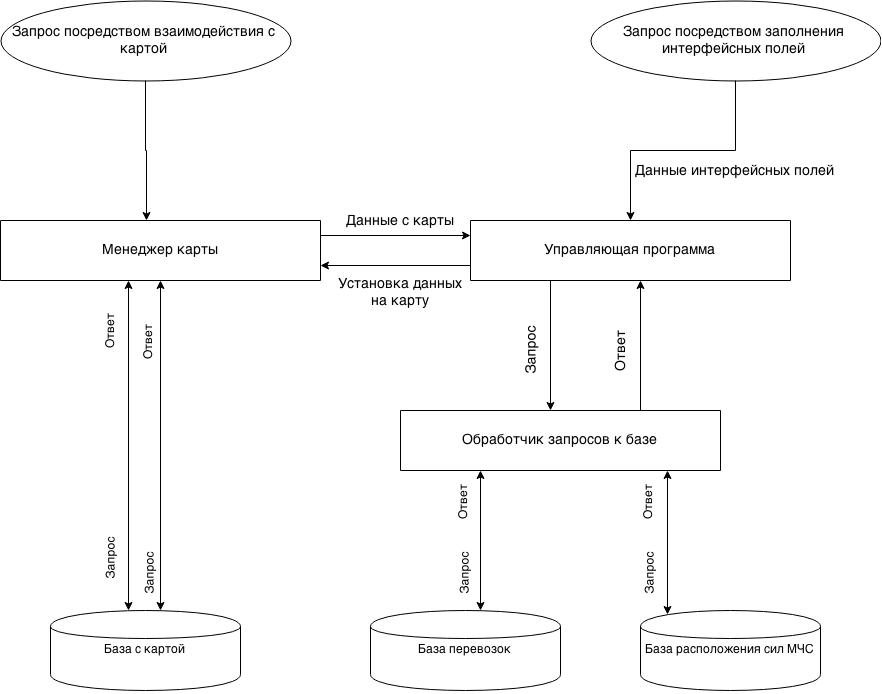 Запрос посредством взаимодействия с
картой
Запрос посредством заполнения
интерфейсных полей
Данные интерфейсных полей
Данные с карты
Менеджер карты
Управляющая программа
Установка данных
на карту
Ответ
Ответ
Запрос
Ответ
Обработчик запросов к базе
Ответ
Ответ
Запрос
Запрос
Запрос
Запрос
База с картой
База перевозок
База расположения сил МЧС